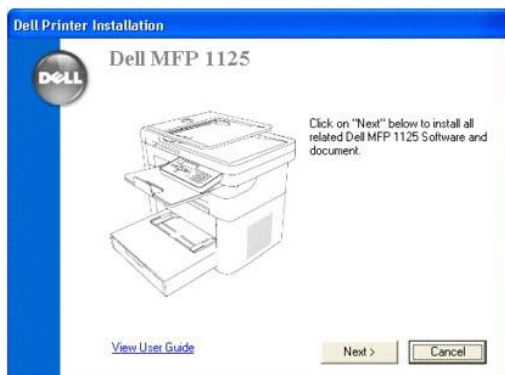 Dell Printer Installation
DELL
Dell MFP 1125
Click on "Next" below to install all
related Dell MFP 1125 Software and
document.
View User Guide
Next >
Cancel